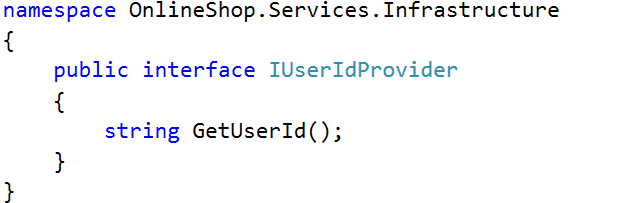 namespace OnlineShop.Services.Infrastructure
{
    public interface IUserIdProvider
    {
        string GetUserId();
    }
}